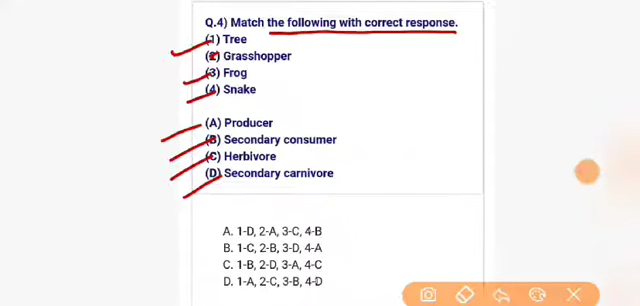 Q.4) Match the following with correct response.
(1) Tree
(2) Grasshopper
(3) Frog
(4) Snake
(A) Producer
(B) Secondary consumer
(C) Herbivore
(D) Secondary carnivore
A. 1-D, 2-A, 3-C, 4-B
B. 1-C, 2-B, 3-D, 4-A
C. 1-B, 2-D, 3-A, 4-C
D. 1-A, 2-C, 3-B, 4-D